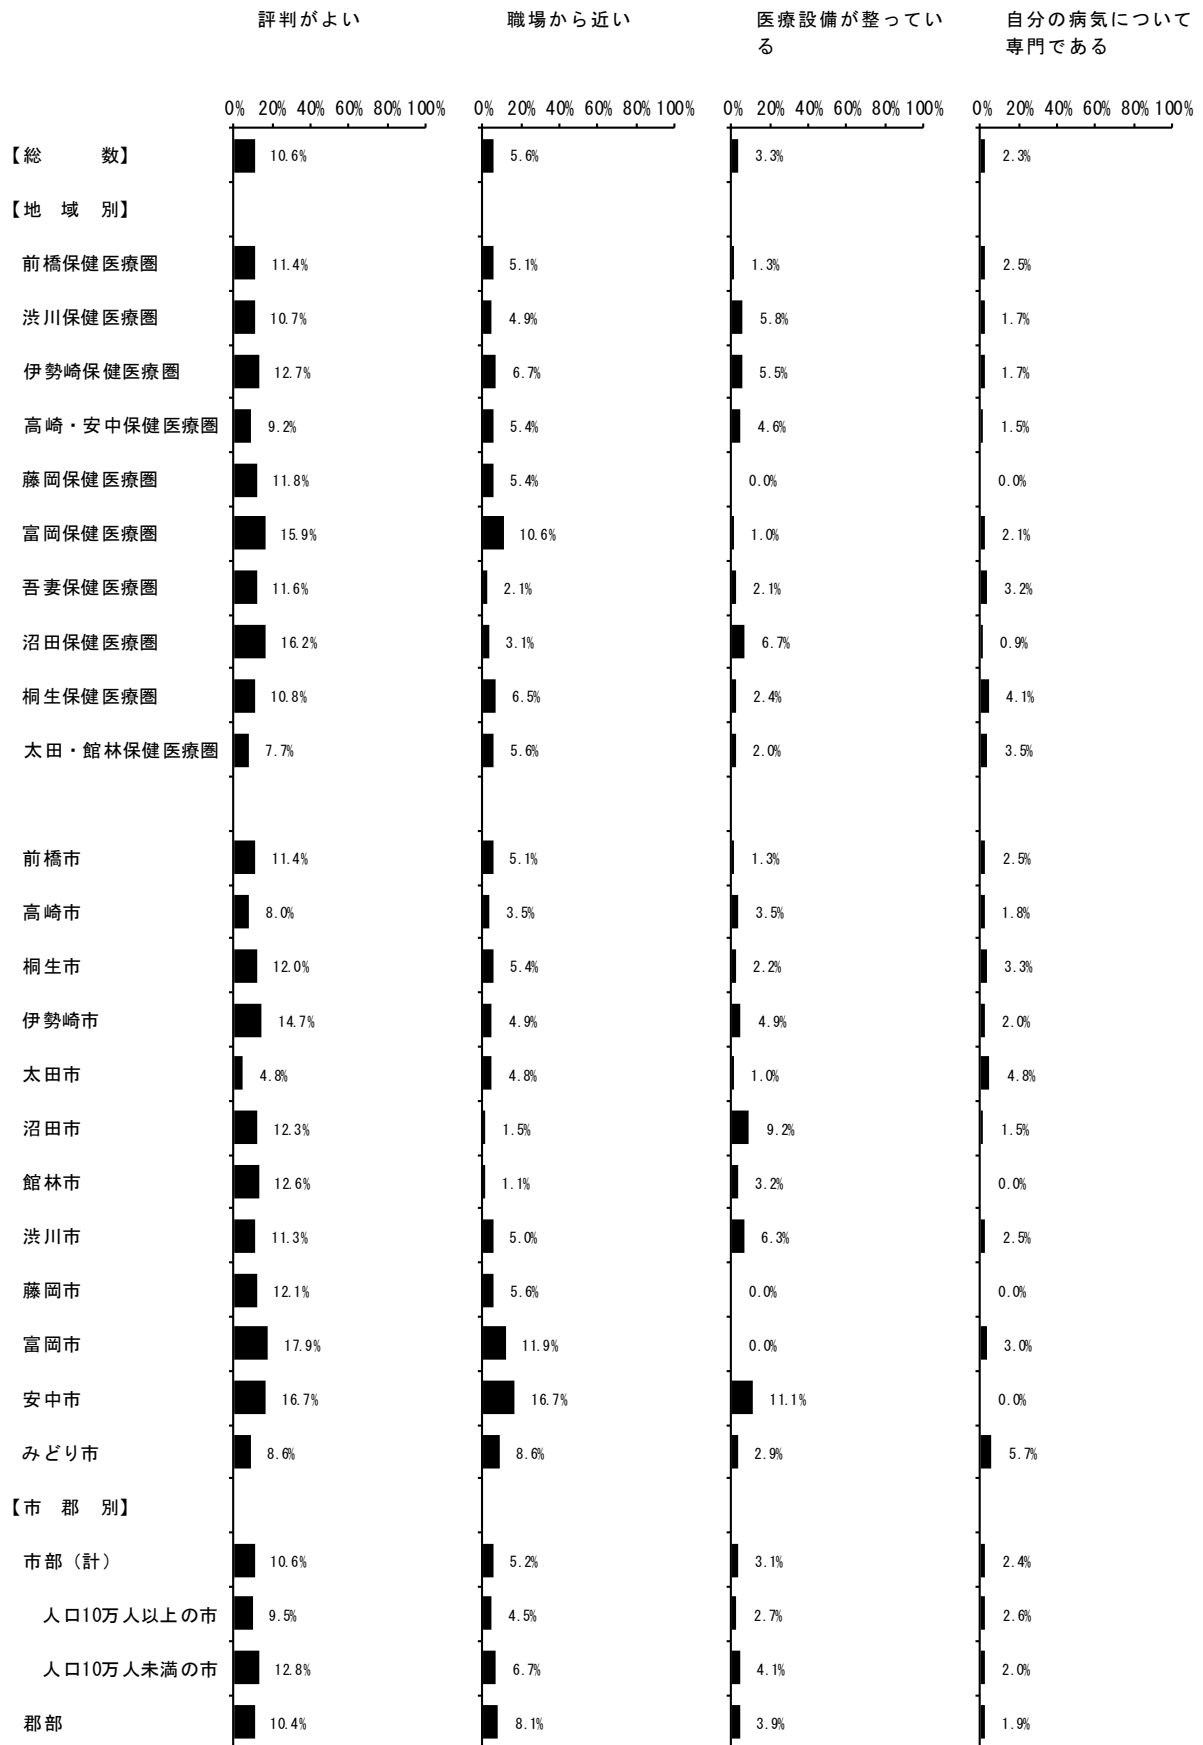 評判がよい 職場から近い 医療設備が整ってい 自分の病気について
る 専門である
0% 20% 40% 60% 80% 100% 0% 20% 40% 60% 80% 100% 0% 20% 40% 60% 80% 100% 0% 20% 40% 60% 80% 100%
【総　　　数】 10.6% 5.6% 3.3% 2.3%
【地　域　別】
前橋保健医療圏 11.4% 5.1% 1.3% 2.5%
渋川保健医療圏 10.7% 4.9% 5.8% 1.7%
伊勢崎保健医療圏 12.7% 6.7% 5.5% 1.7%
高崎・安中保健医療圏 9.2% 5.4% 4.6% 1.5%
藤岡保健医療圏 11.8% 5.4% 0.0% 0.0%
富岡保健医療圏 15.9% 10.6% 1.0% 2.1%
吾妻保健医療圏 11.6% 2.1% 2.1% 3.2%
沼田保健医療圏 16.2% 3.1% 6.7% 0.9%
桐生保健医療圏 10.8% 6.5% 2.4% 4.1%
太田・館林保健医療圏 7.7% 5.6% 2.0% 3.5%
前橋市 11.4% 5.1% 1.3% 2.5%
高崎市 8.0% 3.5% 3.5% 1.8%
桐生市 12.0% 5.4% 2.2% 3.3%
伊勢崎市 14.7% 4.9% 4.9% 2.0%
太田市 4.8% 4.8% 1.0% 4.8%
沼田市 12.3% 1.5% 9.2% 1.5%
館林市 12.6% 1.1% 3.2% 0.0%
渋川市 11.3% 5.0% 6.3% 2.5%
藤岡市 12.1% 5.6% 0.0% 0.0%
富岡市 17.9% 11.9% 0.0% 3.0%
安中市 16.7% 16.7% 11.1% 0.0%
みどり市 8.6% 8.6% 2.9% 5.7%
【市　郡　別】
市部（計） 10.6% 5.2% 3.1% 2.4%
人口10万人以上の市 9.5% 4.5% 2.7% 2.6%
人口10万人未満の市 12.8% 6.7% 4.1% 2.0%
郡部 10.4% 8.1% 3.9% 1.9%